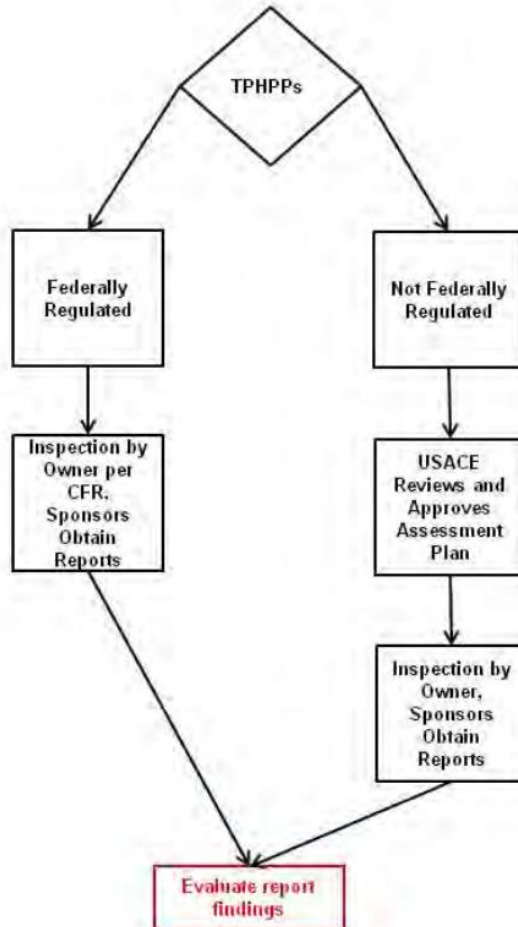 TPHPPs
Federally
Regulated
Not Federally
Regulated
Inspection by
Owner per
CFR.
Sponsors
Obtain
Reports
USACE
Reviews and
Approves
Assessment
Plan
Inspection by
Owner,
Sponsors
Obtain
Reports
Evaluate report
findings